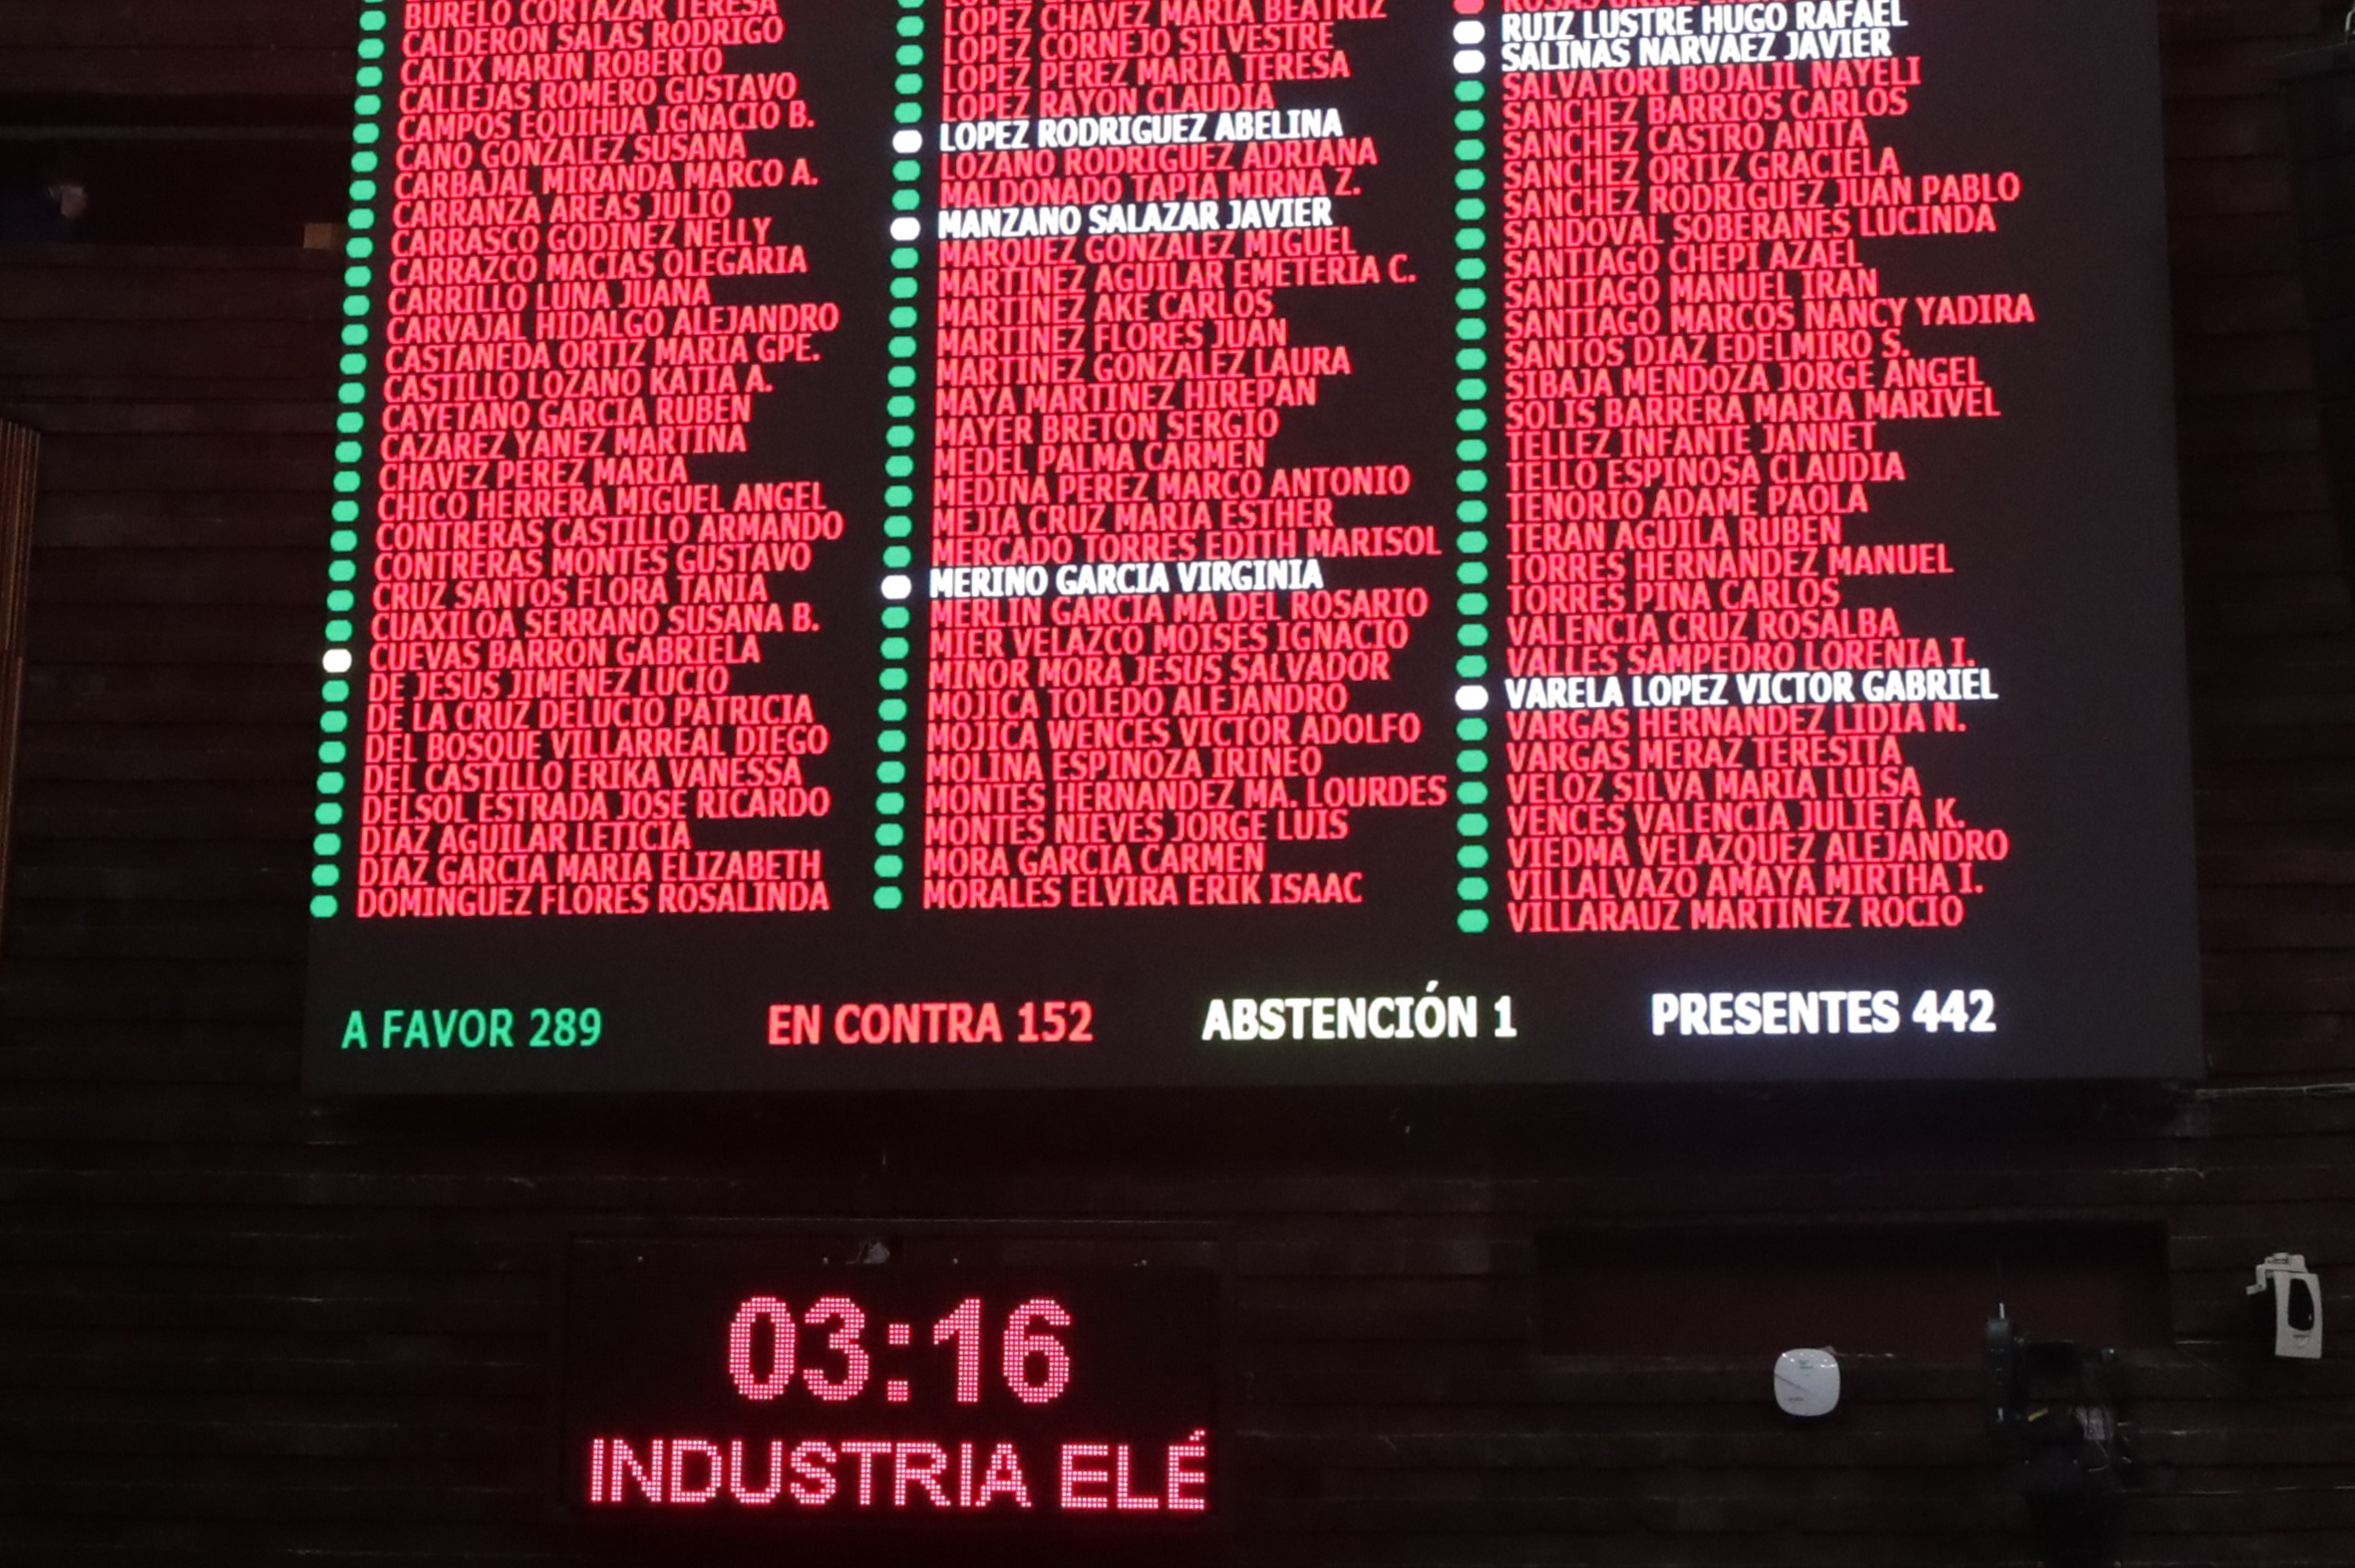 BURELO CORTAZAR TERESA
CALDERON SALAS RODRIGO
CALIX MARIN ROBERTO
CALLEJAS ROMERO GUSTAVO
CAMPOS EQUIHUA IGNACIO B.
CANO GONZALEZ SUSANA
CARBAJAL MIRANDA MARCO A.
CARRANZA AREAS JULIO
CARRASCO GODINEZ NELLY
CARRAZCO MACIAS OLEGARIA
CARRILLO LUNA JUANA
CARVAJAL HIDALGO ALEJANDRO
CASTAÑEDA ORTIZ MARIA GPE.
CASTILLO LOZANO KATIA A.
CAYETANO GARCIA RUBEN
CAZAREZ YANEZ MARTINA
CHAVEZ PEREZ MARIA
CHICO HERRERA MIGUEL ANGEL
CONTRERAS CASTILLO ARMANDO
CONTRERAS MONTES GUSTAVO
CRUZ SANTOS FLORA TANIA
CUAXILOA SERRANO SUSANA B.
CUEVAS BARRON GABRIELA
DE JESUS JIMENEZ LUCIO
DE LA CRUZ DELUCIO PATRICIA
DEL BOSQUE VILLARREAL DIEGO
DEL CASTILLO ERIKA VANESSA
DELSOL ESTRADA JOSE RICARDO
DIAZ AGUILAR LETICIA
DIAZ GARCIA MARIA ELIZABETH
DOMINGUEZ FLORES ROSALINDA
LOPEZ CHAVEZ MARIA BEATRIZ
LOPEZ CORNEJO SILVESTRE
LOPEZ PEREZ MARIA TERESA
LOPEZ RAYON CLAUDIA
LOPEZ RODRIGUEZ ABELINA
LOZANO RODRIGUEZ ADRIANA
MALDONADO TAPIA MIRNA Z.
MANZANO SALAZAR JAVIER
MARQUEZ GONZALEZ MIGUEL
MARTINEZ AGUILAR EMETERIA C.
MARTINEZ AKE CARLOS
MARTINEZ FLORES JUAN
MARTINEZ GONZALEZ LAURA
MAYA MARTINEZ HIREPAN
MAYER BRETON SERGIO
MEDEL PALMA CARMEN
MEDINA PEREZ MARCO ANTONIO
MEJIA CRUZ MARIA ESTHER
MERCADO TORRES EDITH MARISOL
MERINO GARCIA VIRGINIA
MERLIN GARCIA MA DEL ROSARIO
MIER VELAZCO MOISES IGNACIO
MINOR MORA JESUS SALVADOR
MOJICA TOLEDO ALEJANDRO
MOJICA WENCES VICTOR ADOLFO
MOLINA ESPINOZA IRINEO
MONTES HERNANDEZ MA. LOURDES
MONTES NIEVES JORGE LUIS
MORA GARCIA CARMEN
MORALES ELVIRA ERIK ISAAC
RUIZ LUSTRE HUGO RAFAEL
SALINAS NARVAEZ JAVIER
SALVATORI BOJALIL NAYELI
SANCHEZ BARRIOS CARLOS
SANCHEZ CASTRO ANITA
SANCHEZ ORTIZ GRACIELA
SANCHEZ RODRIGUEZ JUAN PABLO
SANDOVAL SOBERANES LUCINDA
SANTIAGO CHEPI AZAEL
SANTIAGO MANUEL IRAN
SANTIAGO MARCOS NANCY YADIRA
SANTOS DIAZ EDELMIRO S.
SIBAJA MENDOZA JORGE ANGEL
SOLIS BARRERA MARIA MARIVEL
TELLEZ INFANTE JANNET
TELLO ESPINOSA CLAUDIA
TENORIO ADAME PAOLA
TERAN AGUILA RUBEN
TORRES HERNANDEZ MANUEL
TORRES PIÑA CARLOS
VALENCIA CRUZ ROSALBA
VALLES SAMPEDRO LORENIA I.
VARELA LOPEZ VICTOR GABRIEL
VARGAS HERNANDEZ LIDIA N.
VARGAS MERAZ TERESITA
VELOZ SILVA MARIA LUISA
VENCES VALENCIA JULIETA K.
VIEDMA VELAZQUEZ ALEJANDRO
VILLALVAZO AMAYA MIRTHA I.
VILLARAUZ MARTINEZ ROCIO
A FAVOR 289
EN CONTRA 152
ABSTENCIÓN 1
PRESENTES 442
03:16
INDUSTRIA ELÉ